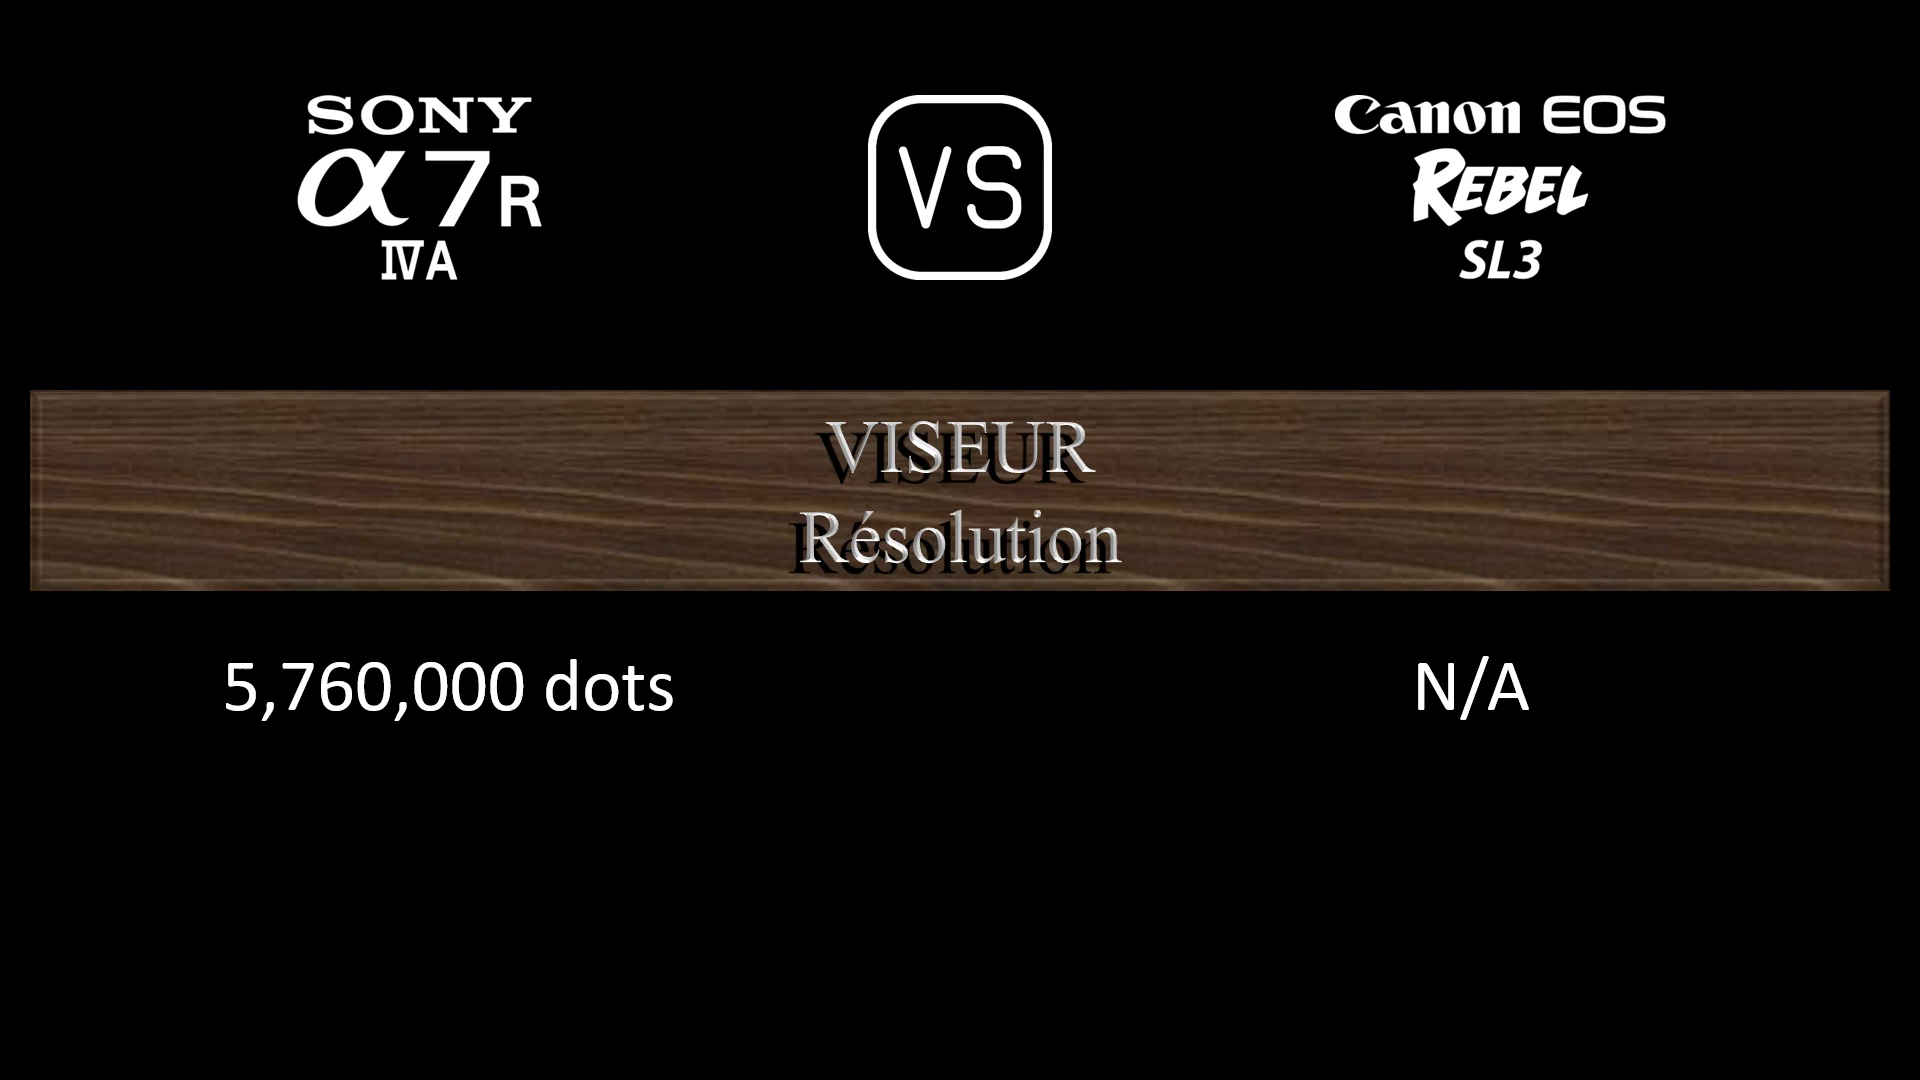 SONY
α7R
IVA
VS
Canon EOS
REBEL
SL3
VISEUR
Résolution
5,760,000 dots
N/A